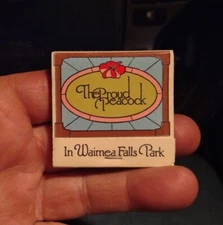 The Proud
Peacock
In Waimea Falls Park